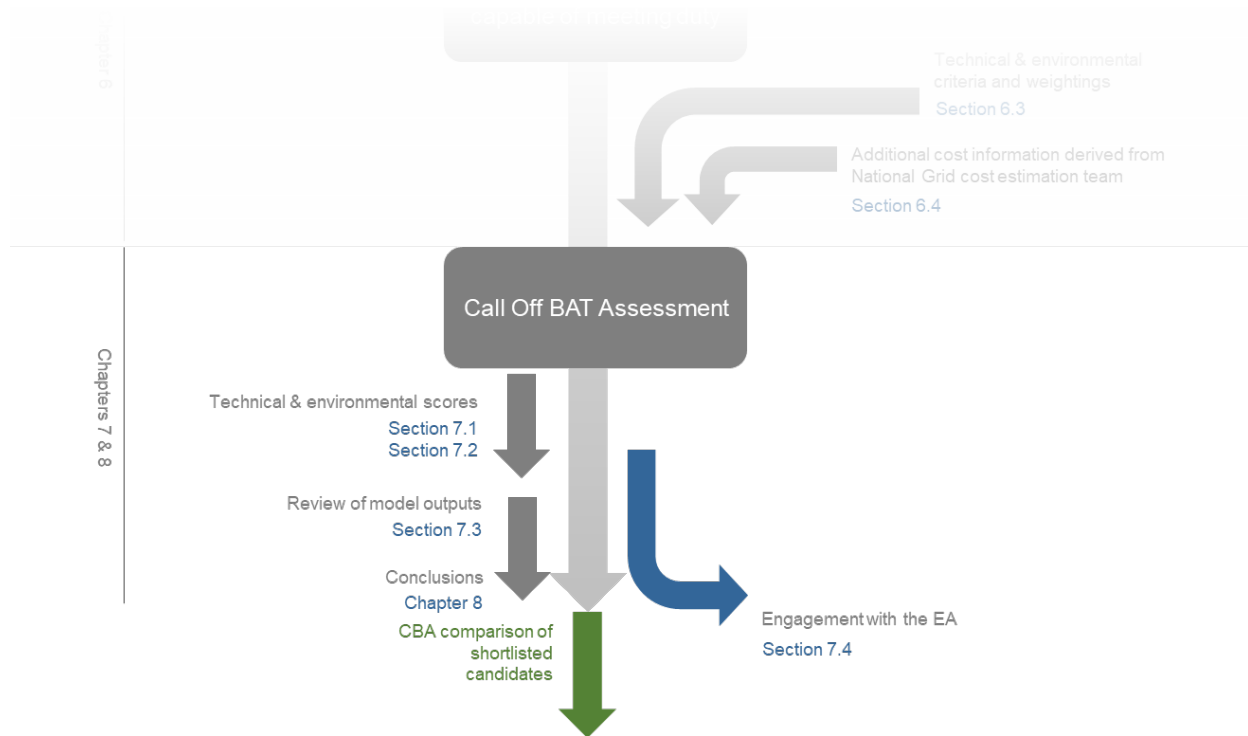 capable of meeting duty
Technical & environmental
criteria and weightings
Section 6.3
Additional cost information derived from
National Grid cost estimation team
Section 6.4
Call Off BAT Assessment
Chapters 7 & 8
Technical & environmental scores
Section 7.1
Section 7.2
Review of model outputs
Section 7.3
Conclusions
Chapter 8
CBA comparison of
shortlisted
candidates
Engagement with the EA
Section 7.4